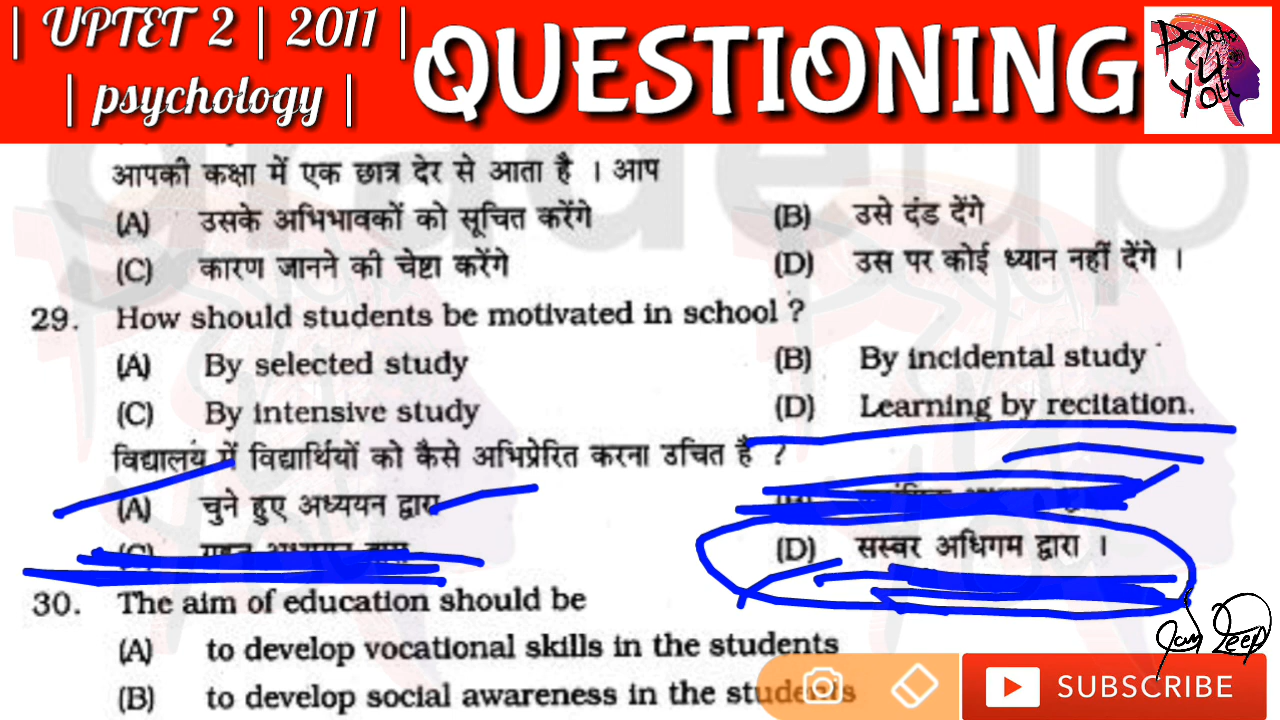 | UPTET 2 | 2011 |
| psychology |
QUESTIONING
Psycho 4 You
आपकी कक्षा में एक छात्र देर से आता है । आप
(A) उसके अभिभावकों को सूचित करेंगे (B) उसे दंड देंगे
(C) कारण जानने की चेष्टा करेंगे (D) उस पर कोई ध्यान नहीं देंगे ।
29. How should students be motivated in school ?
(A) By selected study (B) By incidental study
(C) By intensive study (D) Learning by recitation.
विद्यालय में विद्यार्थियों को कैसे अभिप्रेरित करना उचित है ?
(A) चुने हुए अध्ययन द्वारा
(D) सस्वर अधिगम द्वारा ।
30. The aim of education should be
(A) to develop vocational skills in the students
(B) to develop social awareness in the students
SUBSCRIBE